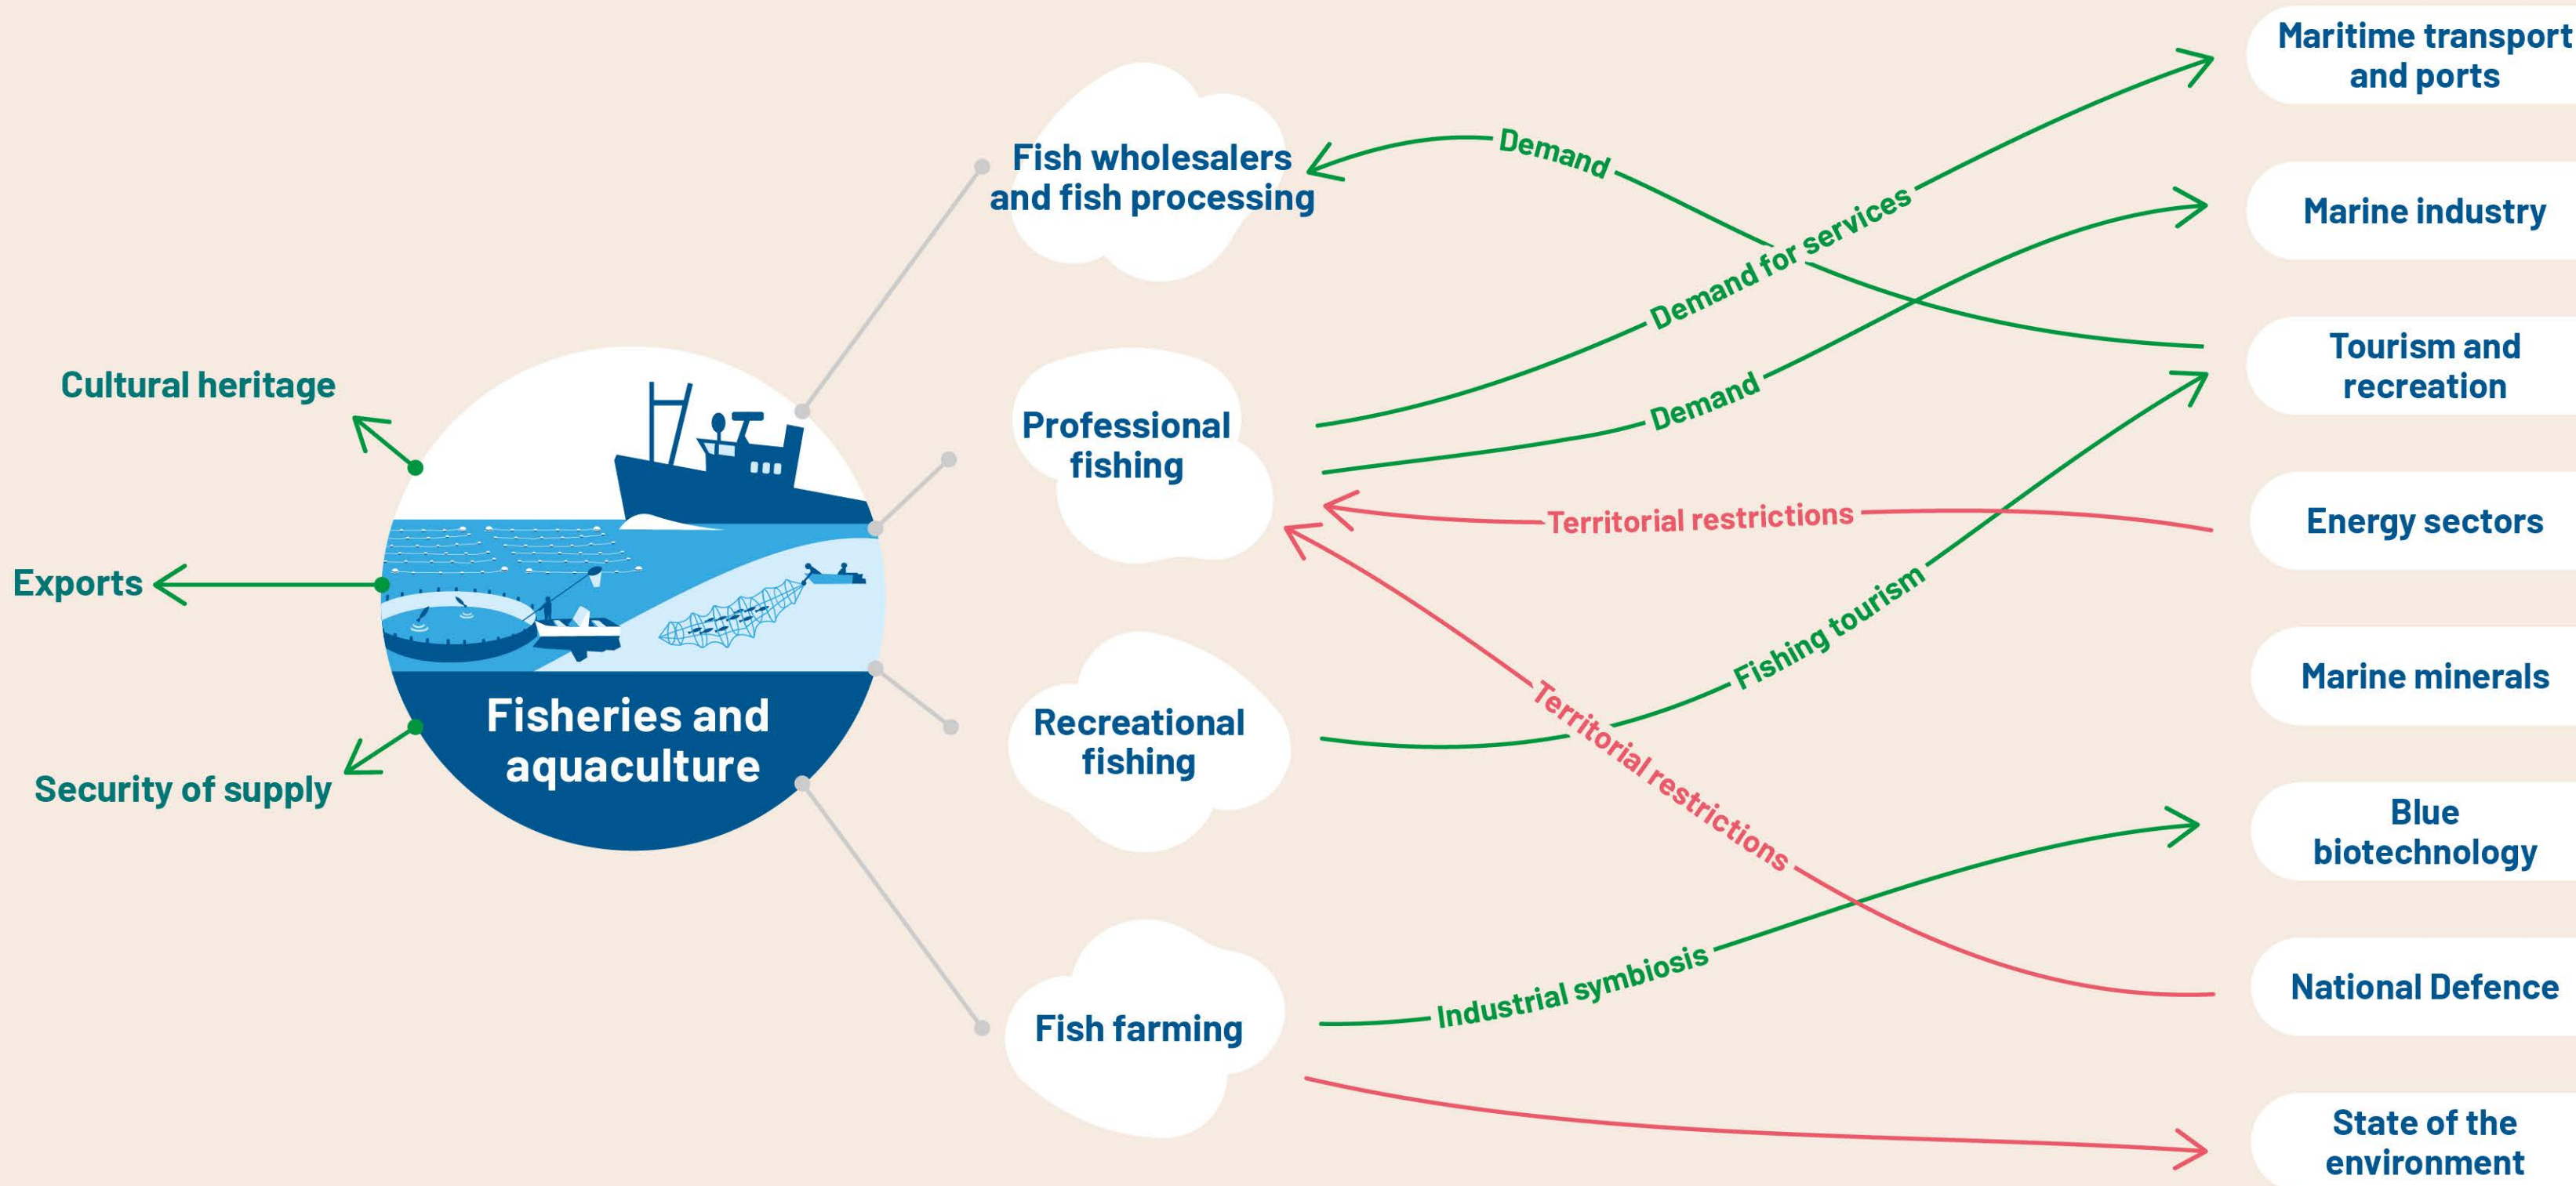 Cultural heritage
Exports
Security of supply
Fisheries and
aquaculture
Fish wholesalers
and fish processing
Professional
fishing
Recreational
fishing
Fish farming
Demand
Demand for services
Demand
Territorial restrictions
Fishing tourism
Territorial restrictions
Industrial symbiosis
Maritime transport
and ports
Marine industry
Tourism and
recreation
Energy sectors
Marine minerals
Blue
biotechnology
National Defence
State of the
environment